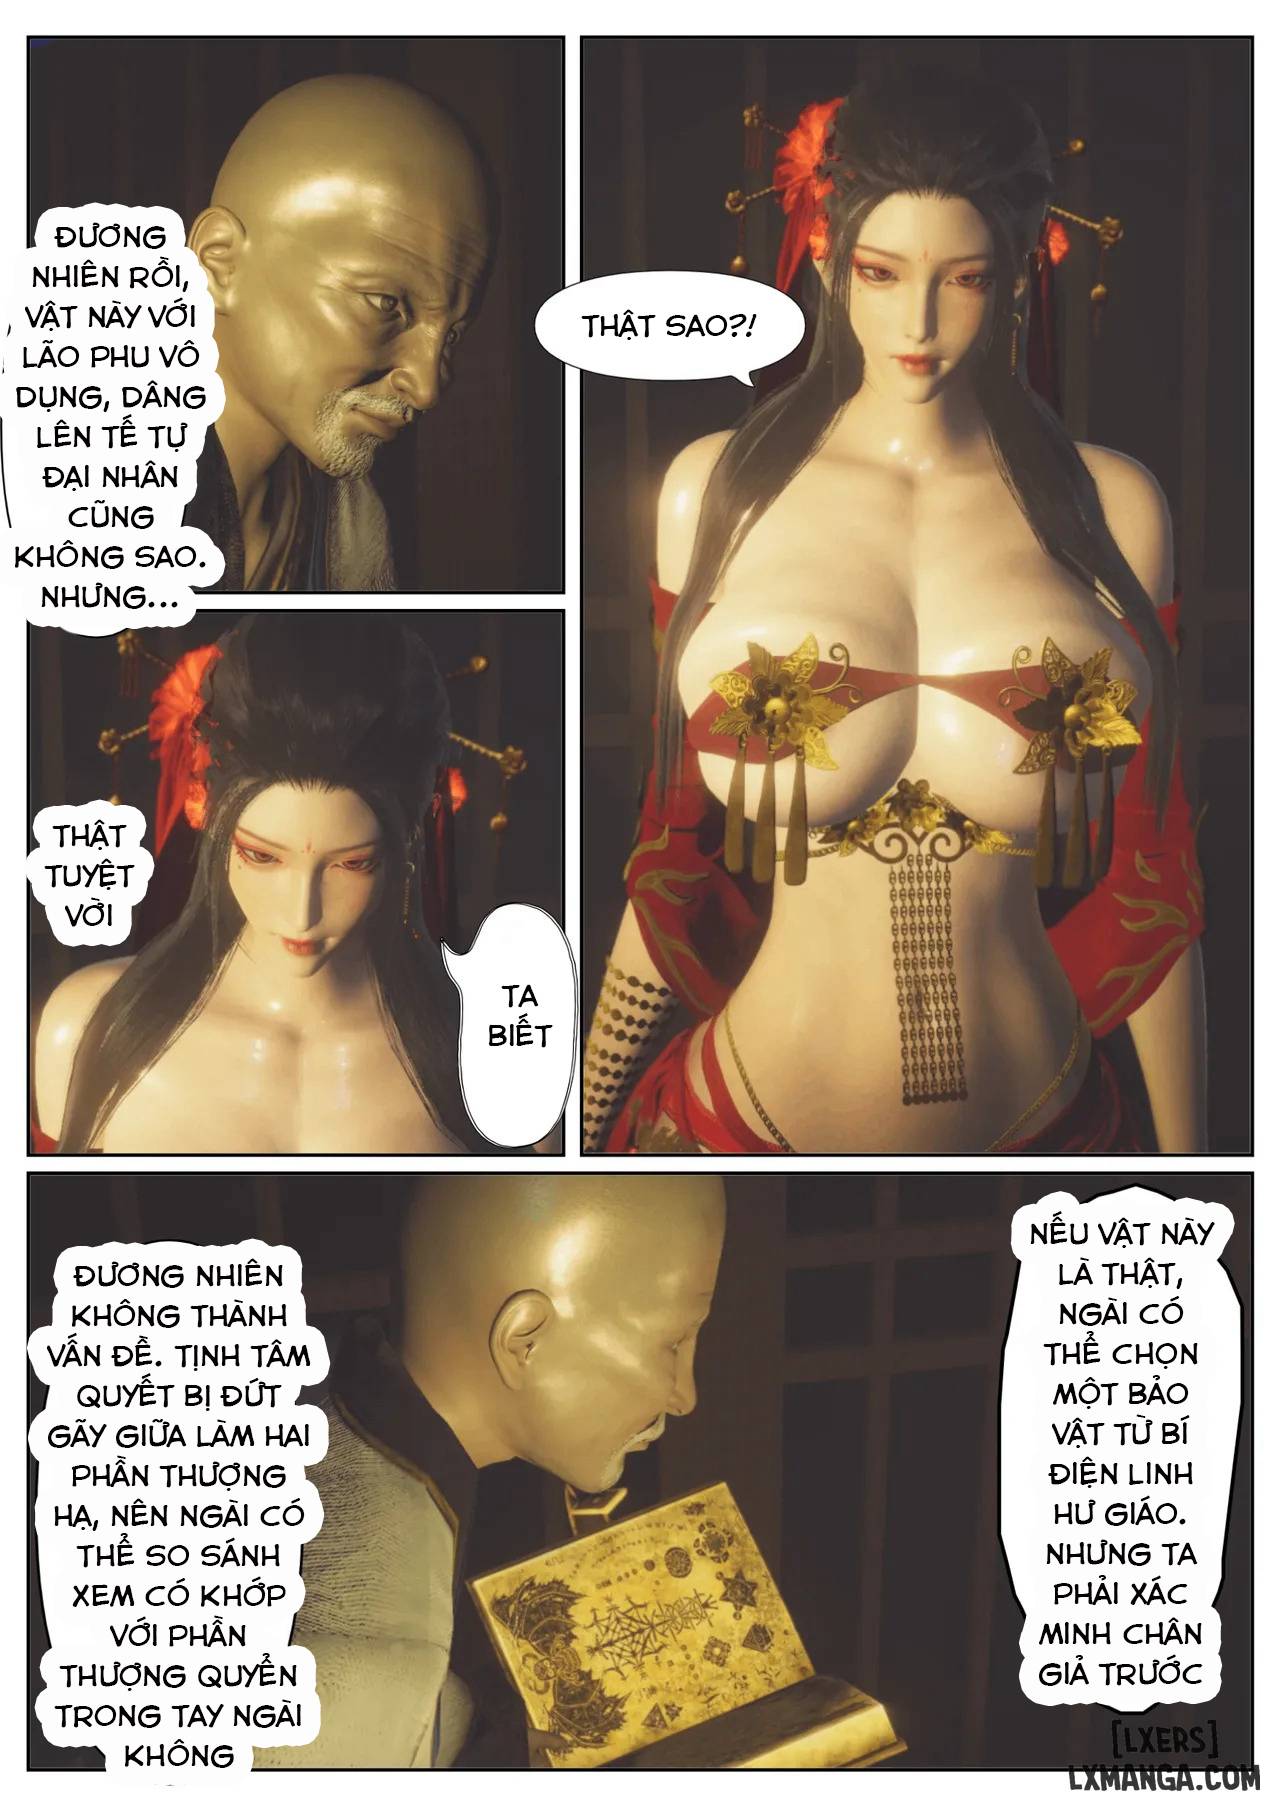 ĐƯƠNG
NHIÊN RỒI,
VẬT NÀY VỚI
LÃO PHU VÔ
DỤNG, DÂNG
LÊN TẾ TỰ
ĐẠI NHÂN
CŨNG
KHÔNG SAO.
NHƯNG...
THẬT SAO?!
THẬT
TUYỆT
VỜI
TA
BIẾT
NẾU VẬT NÀY
LÀ THẬT,
NGÀI CÓ
THỂ CHỌN
MỘT BẢO
VẬT TỪ BÍ
ĐIỆN LINH
HƯ GIÁO.
NHƯNG TA
PHẢI XÁC
MINH CHÂN
GIẢ TRƯỚC
ĐƯƠNG NHIÊN
KHÔNG THÀNH
VẤN ĐỀ. TỊNH TÂM
QUYẾT BỊ ĐỨT
GÃY GIỮA LÀM HAI
PHẦN THƯỢNG
HẠ, NÊN NGÀI CÓ
THỂ SO SÁNH
XEM CÓ KHỚP
VỚI PHẦN
THƯỢNG QUYỂN
TRONG TAY NGÀI
KHÔNG
[LXERS]
LXMANGA.COM